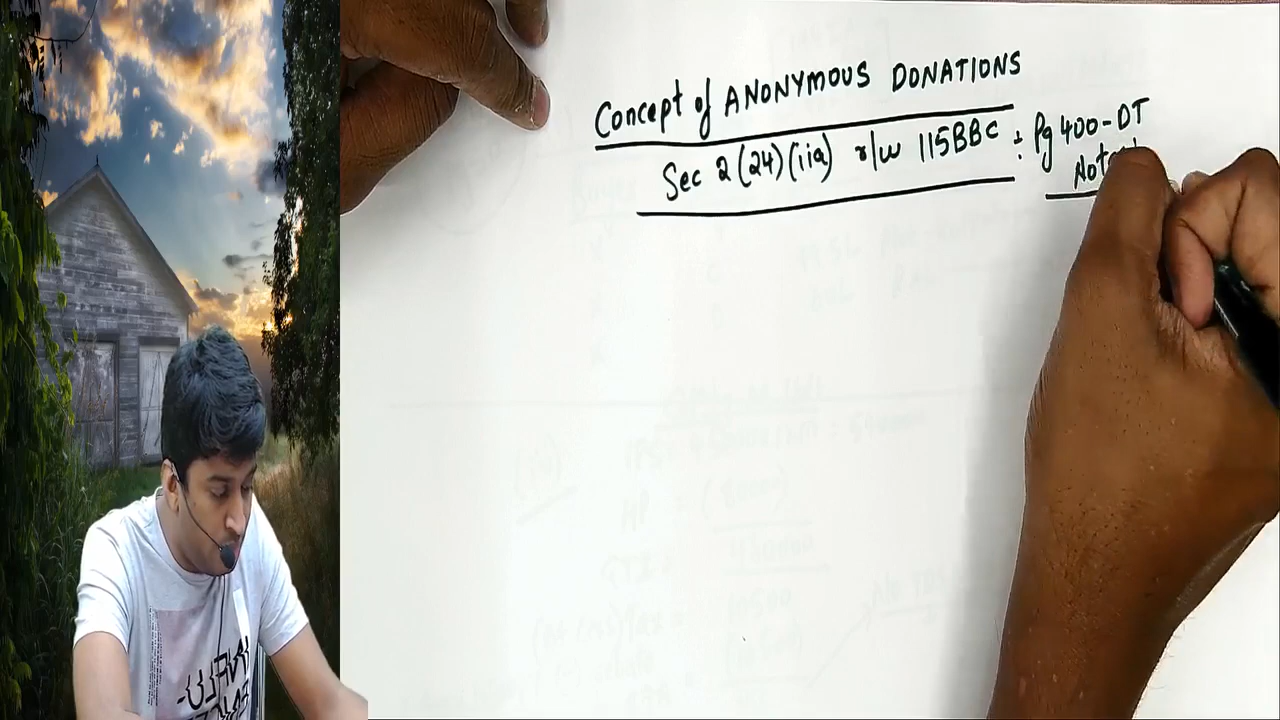 Concept of ANONYMOUS DONATIONS
Sec 2(24)(iia) r/w 115BBC ÷ Pg 400-DT